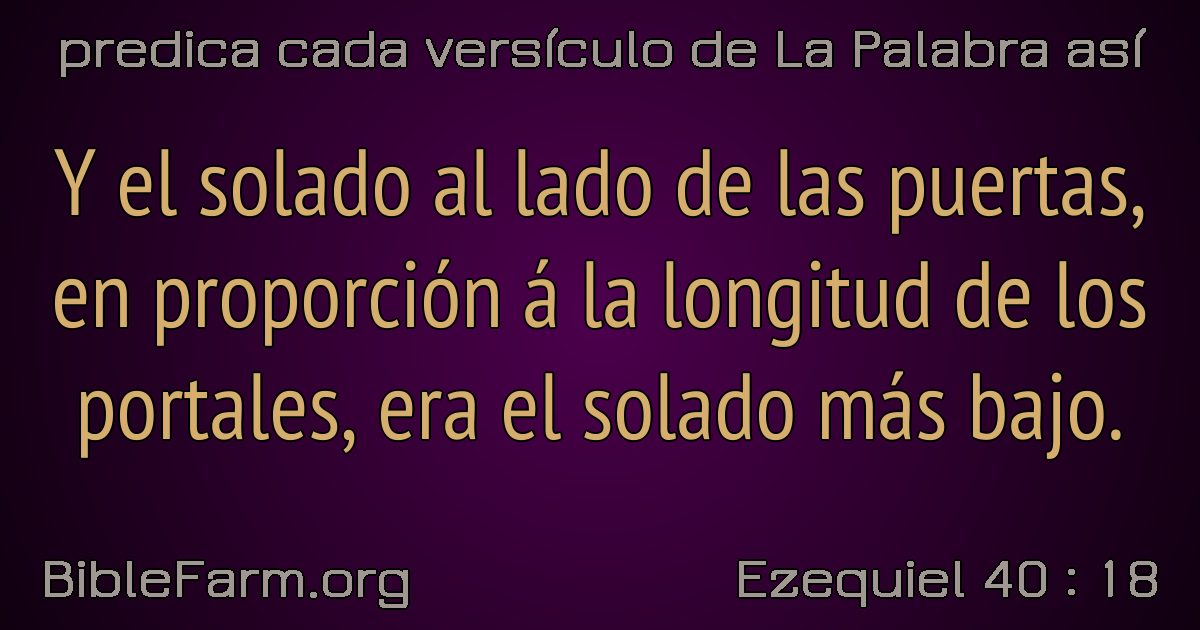 predica cada versículo de La Palabra así
Y el solado al lado de las puertas,
en proporción á la longitud de los
portales, era el solado más bajo.
BibleFarm.org
Ezequiel 40 : 18